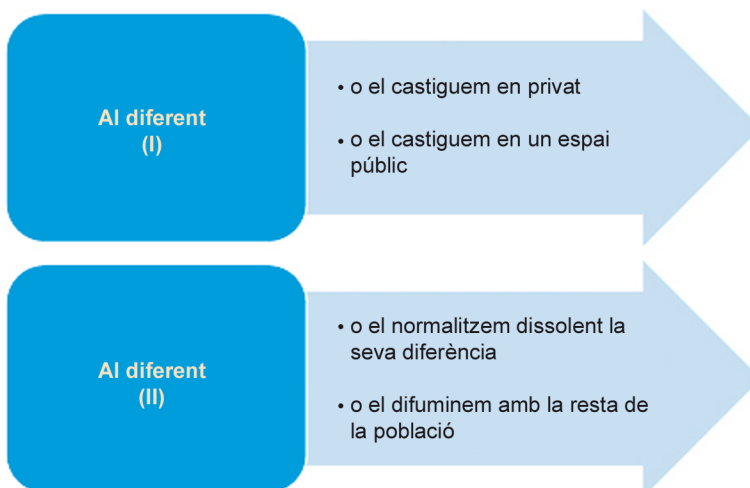 Al diferent
(I)
• o el castiguem en privat
• o el castiguem en un espai
públic
Al diferent
(II)
• o el normalitzem dissolent la
seva diferència
• o el difuminem amb la resta de
la població